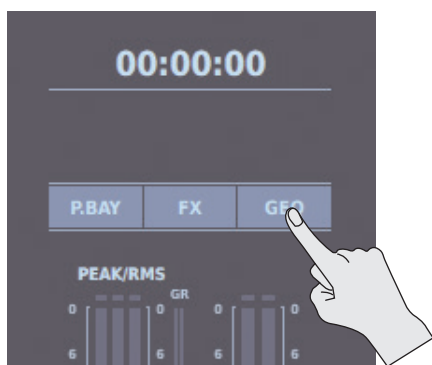 00:00:00
P.BAY FX GEQ
PEAK/RMS
GR
0 0 0 0
6 6 6 6